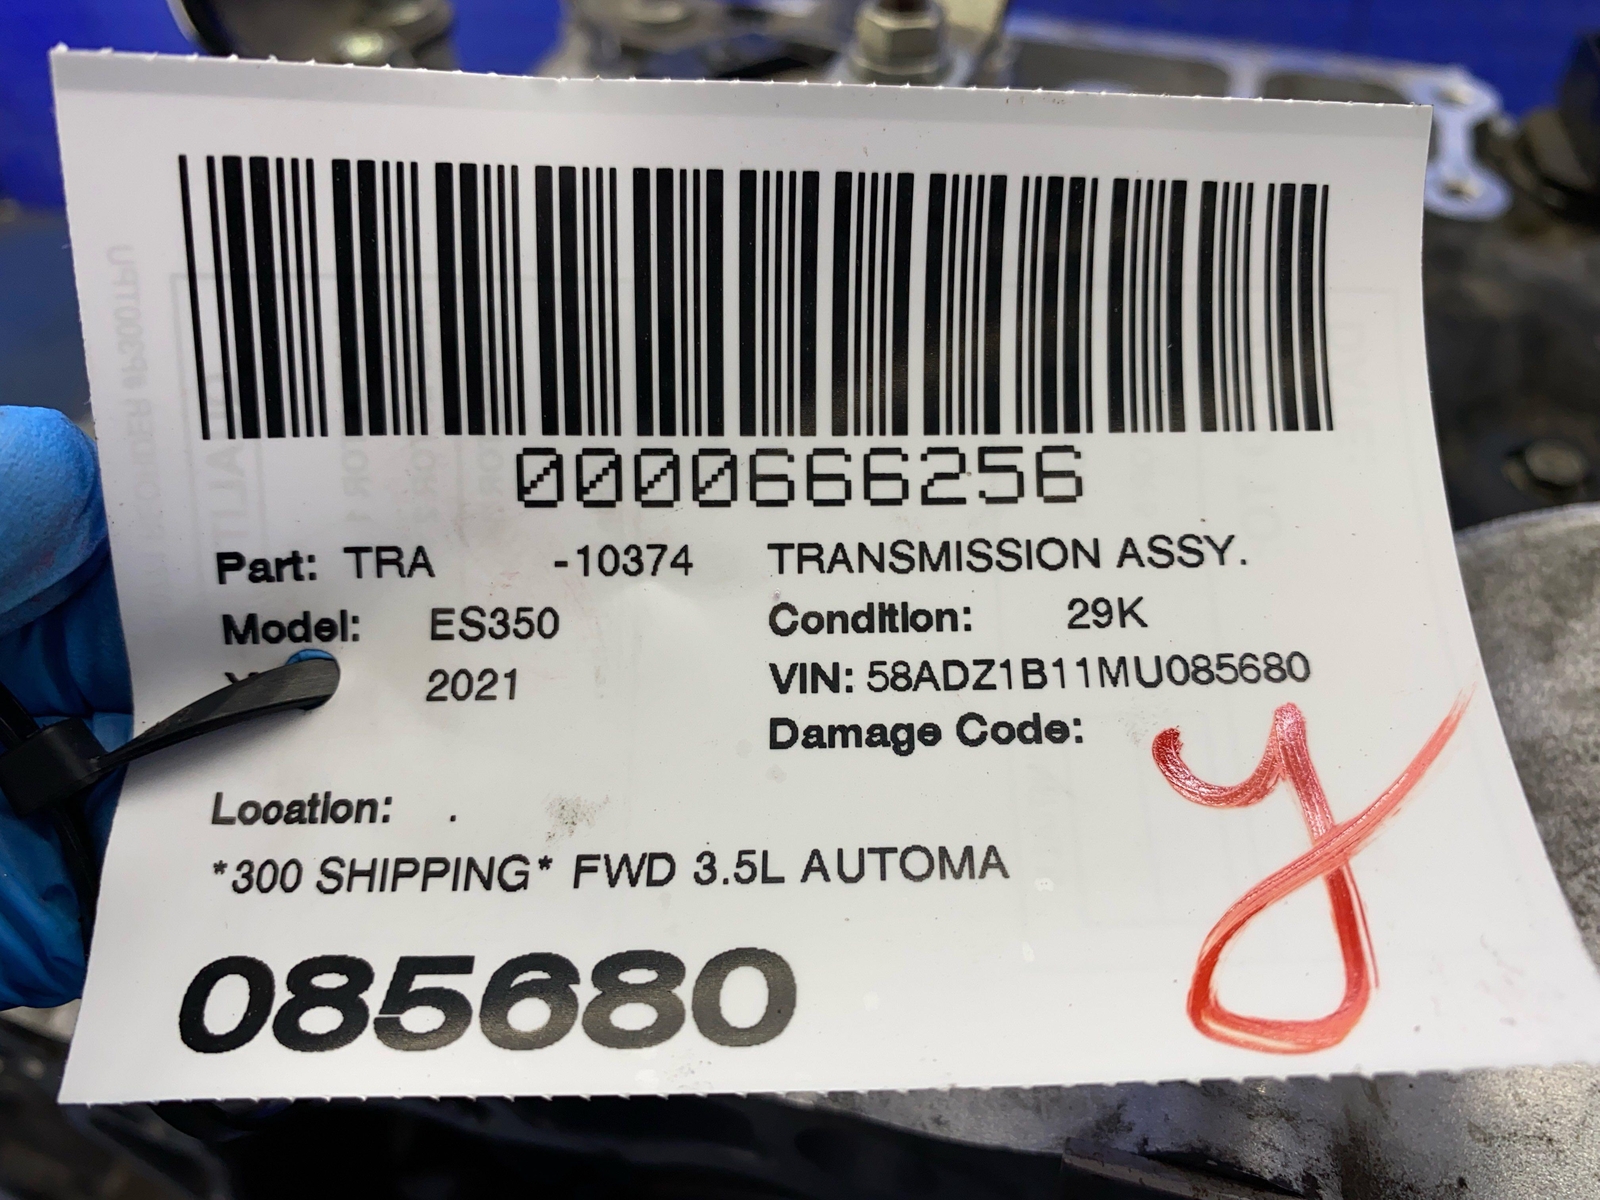 0000666256
Part: TRA -10374 TRANSMISSION ASSY.
Model: ES350 Condition: 29K
2021 VIN: 58ADZ1B11MU085680
Damage Code:
y
Location: .
*300 SHIPPING* FWD 3.5L AUTOMA
085680